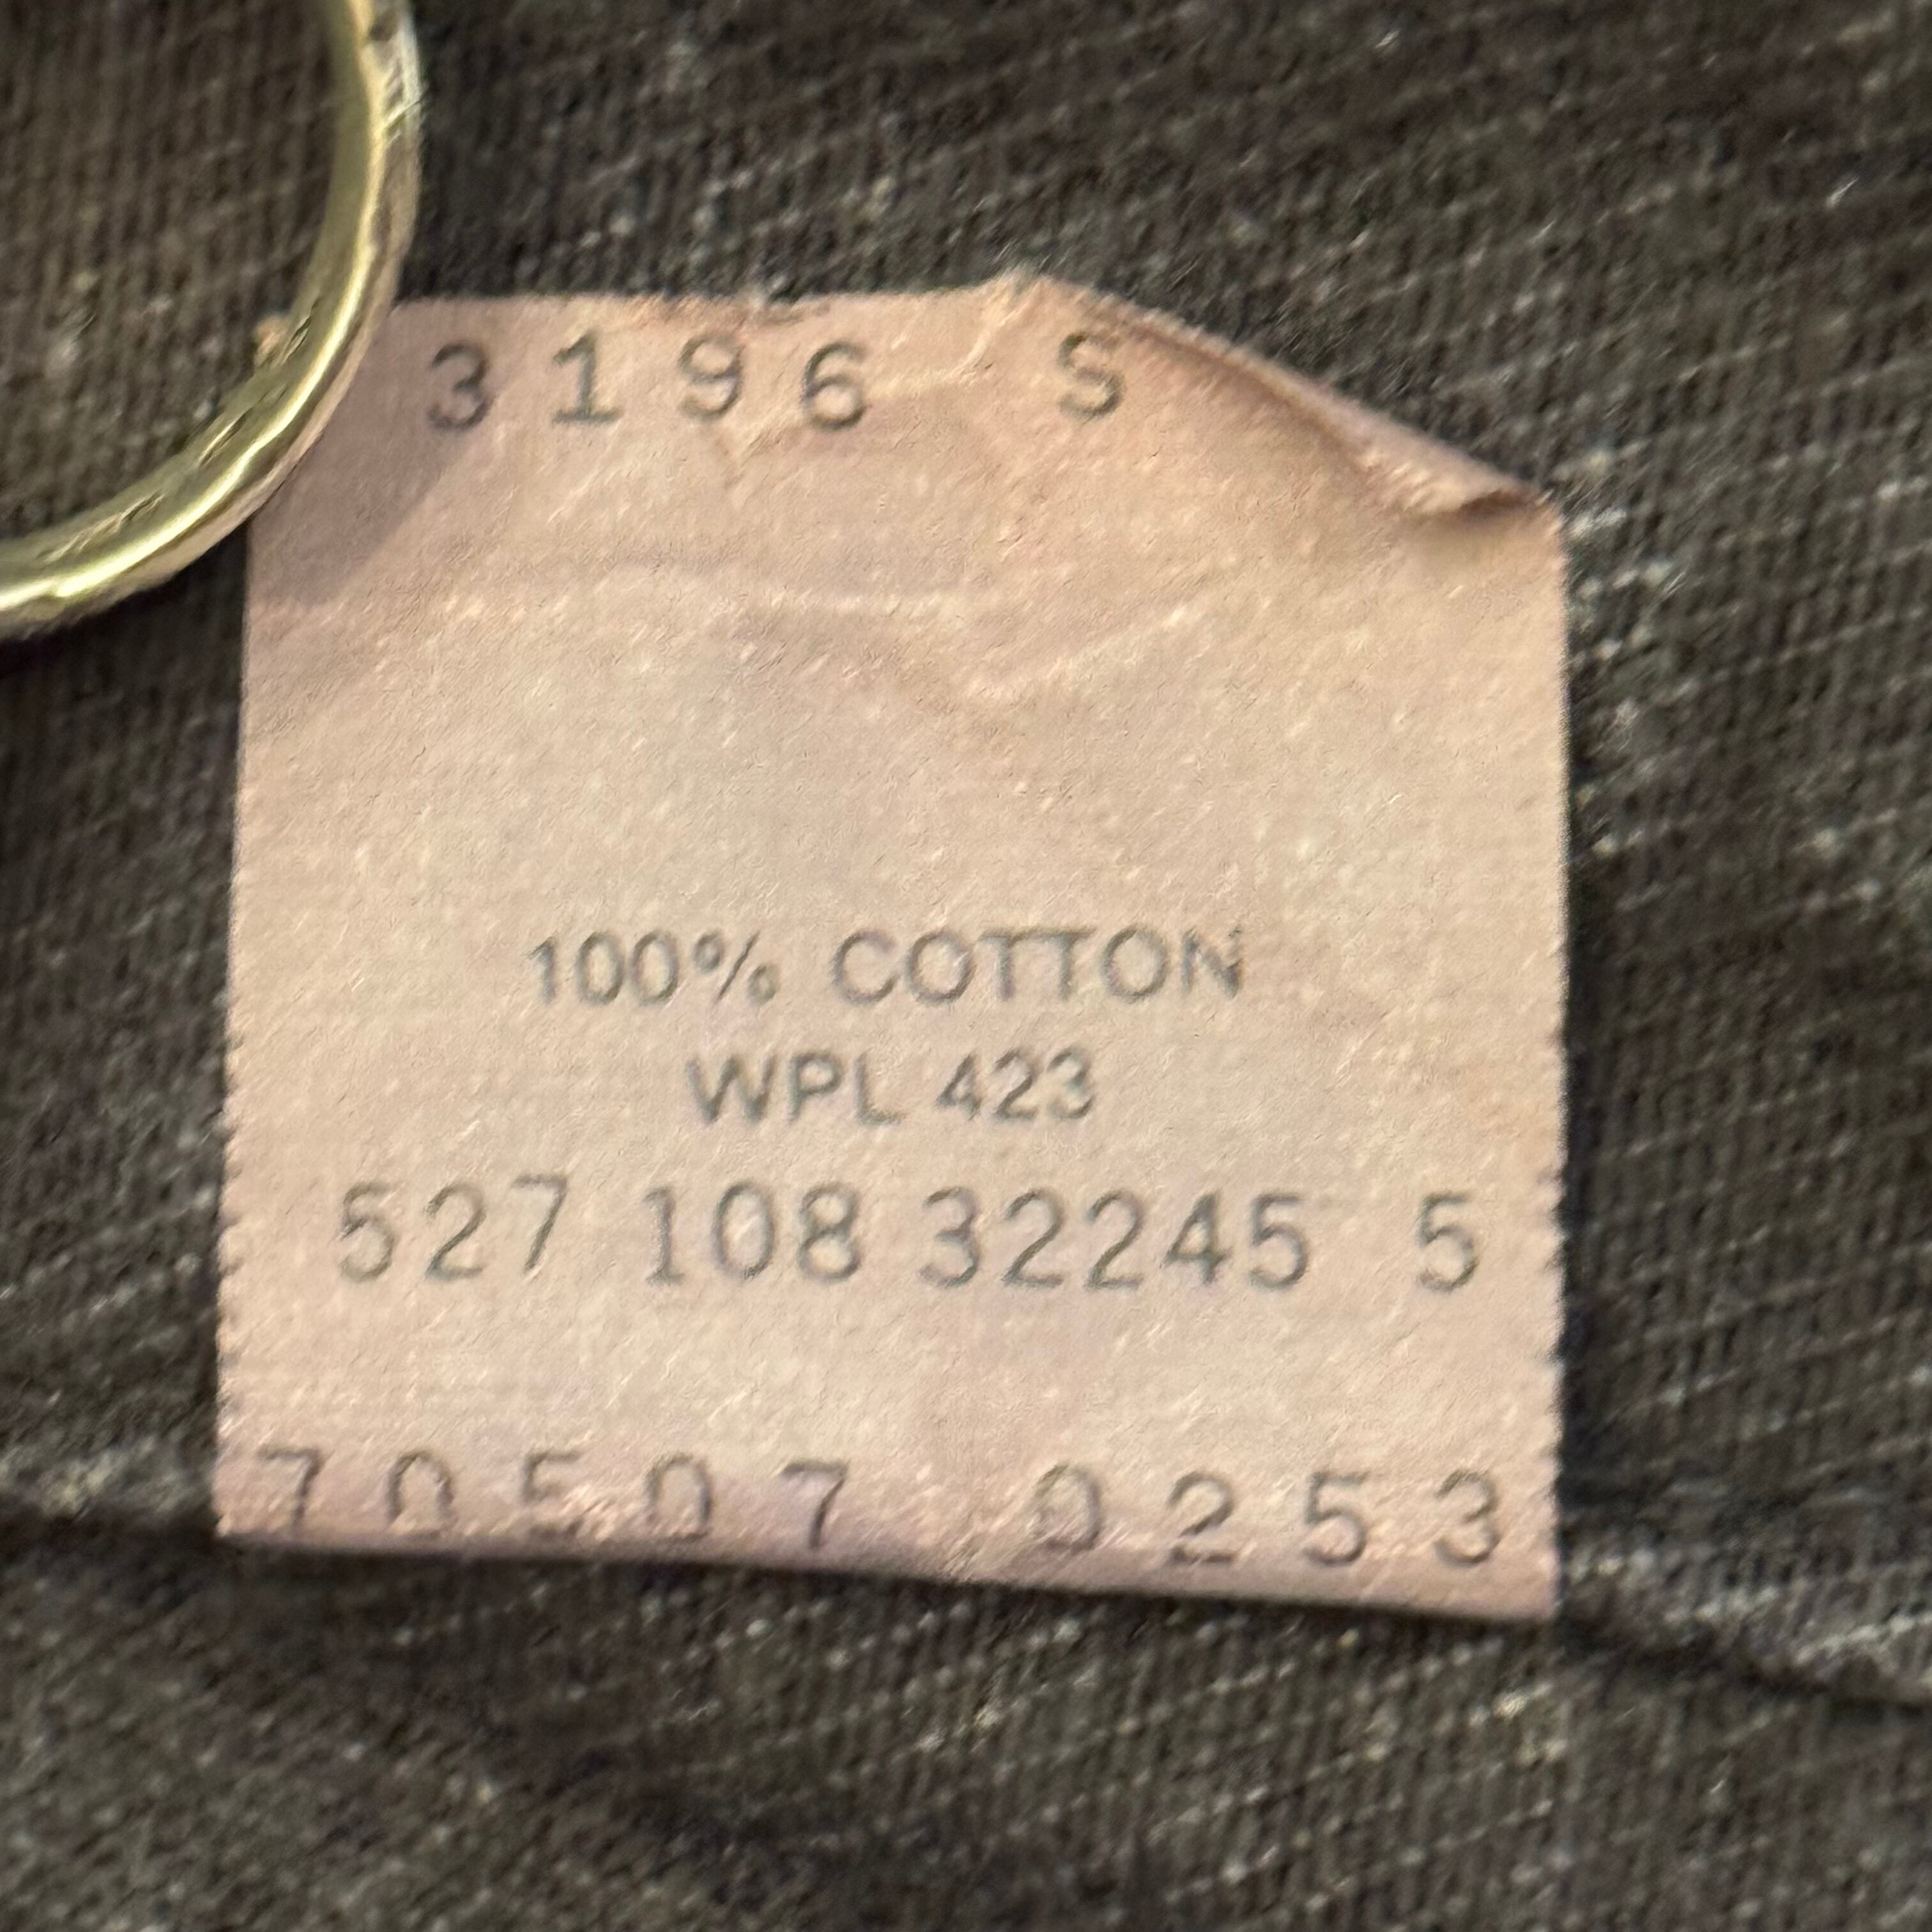 3196 S
100% COTTON
WPL 423
527 108 32245 5
70507 0253